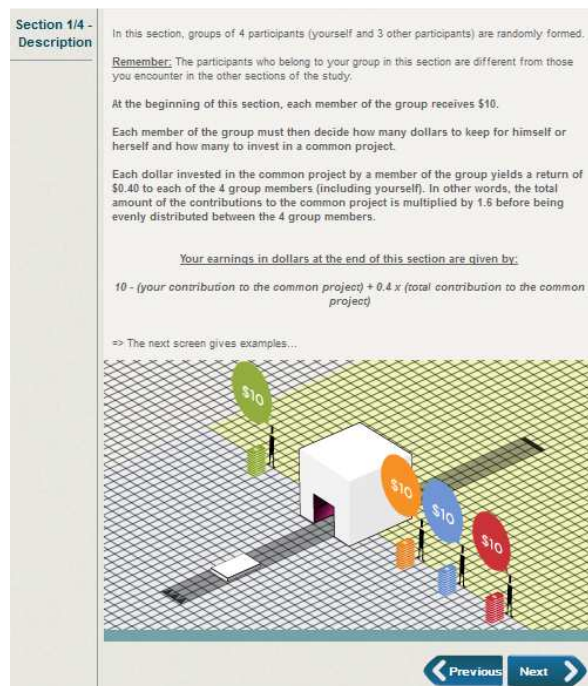 Section 1/4 -
Description
In this section, groups of 4 participants (yourself and 3 other participants) are randomly formed.
Remember: The participants who belong to your group in this section are different from those
you encounter in the other sections of the study.
At the beginning of this section, each member of the group receives $10.
Each member of the group must then decide how many dollars to keep for himself or
herself and how many to invest in a common project.
Each dollar invested in the common project by a member of the group yields a return of
$0.40 to each of the 4 group members (including yourself). In other words, the total
amount of the contributions to the common project is multiplied by 1.6 before being
evenly distributed between the 4 group members.
Your earnings in dollars at the end of this section are given by:
10 - (your contribution to the common project) + 0.4 x (total contribution to the common
project)
=> The next screen gives examples...
$10
$10
$10
$10
Previous
Next